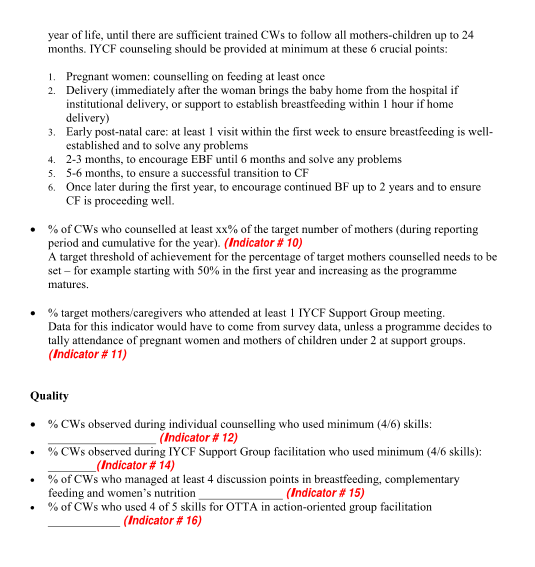 year of life, until there are sufficient trained CWs to follow all mothers-children up to 24
months. IYCF counseling should be provided at minimum at these 6 crucial points:
1. Pregnant women: counselling on feeding at least once
2. Delivery (immediately after the woman brings the baby home from the hospital if
institutional delivery, or support to establish breastfeeding within 1 hour if home
delivery)
3. Early post-natal care: at least 1 visit within the first week to ensure breastfeeding is well-
established and to solve any problems
4. 2-3 months, to encourage EBF until 6 months and solve any problems
5. 5-6 months, to ensure a successful transition to CF
6. Once later during the first year, to encourage continued BF up to 2 years and to ensure
CF is proceeding well.
• % of CWs who counselled at least xx% of the target number of mothers (during reporting
period and cumulative for the year). (Indicator # 10)
A target threshold of achievement for the percentage of target mothers counselled needs to be
set – for example starting with 50% in the first year and increasing as the programme
matures.
• % target mothers/caregivers who attended at least 1 IYCF Support Group meeting.
Data for this indicator would have to come from survey data, unless a programme decides to
tally attendance of pregnant women and mothers of children under 2 at support groups.
(Indicator # 11)
Quality
• % CWs observed during individual counselling who used minimum (4/6) skills:
__________________ (Indicator # 12)
• % CWs observed during IYCF Support Group facilitation who used minimum (4/6 skills):
________(Indicator # 14)
• % of CWs who managed at least 4 discussion points in breastfeeding, complementary
feeding and women's nutrition ______________ (Indicator # 15)
• % of CWs who used 4 of 5 skills for OTTA in action-oriented group facilitation
____________ (Indicator # 16)